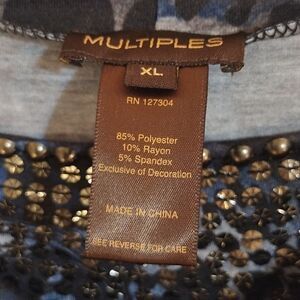 MULTIPLES
XL
RN 127304
85% Polyester
10% Rayon
5% Spandex
Exclusive of Decoration
MADE IN CHINA
SEE REVERSE FOR CARE